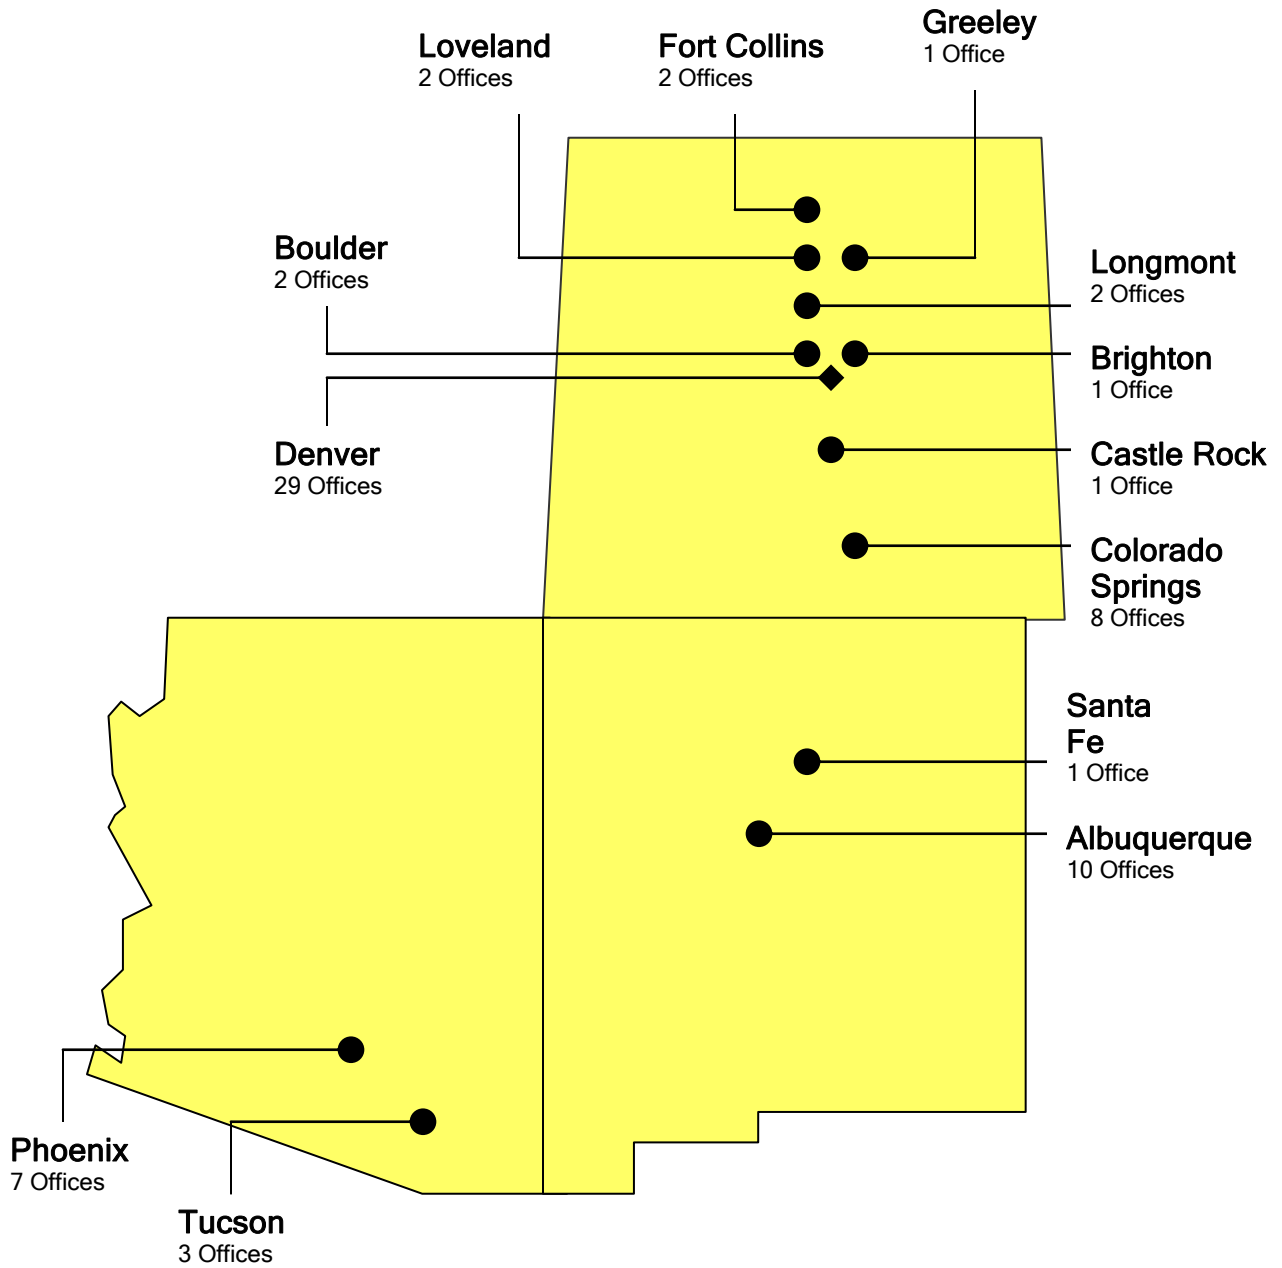 Greeley
1 Office
Loveland
2 Offices
Fort Collins
2 Offices
Boulder
2 Offices
Longmont
2 Offices
Brighton
1 Office
Denver
29 Offices
Castle Rock
1 Office
Colorado
Springs
8 Offices
Santa
Fe
1 Office
Albuquerque
10 Offices
Phoenix
7 Offices
Tucson
3 Offices